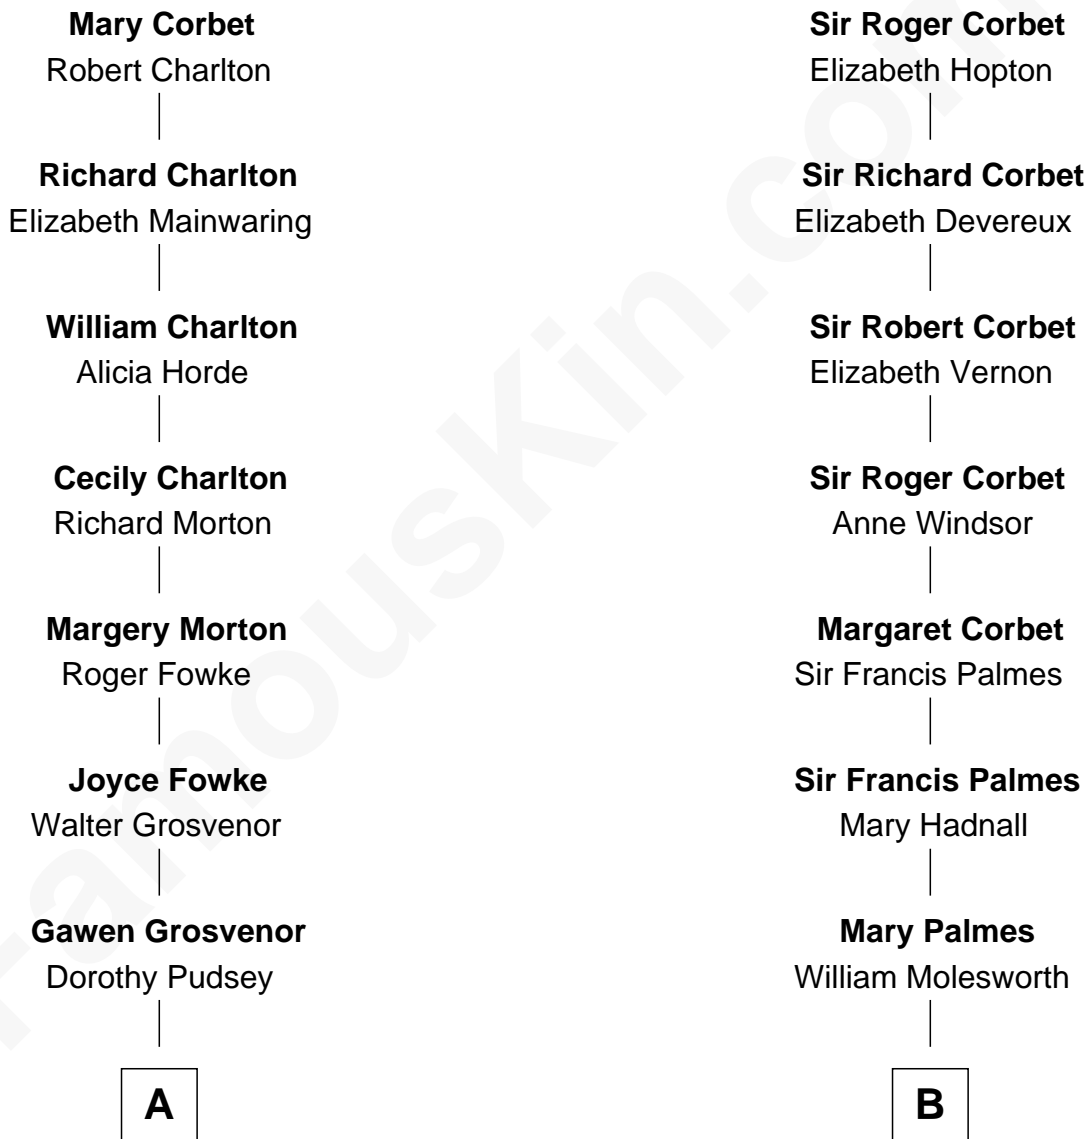 Mary Corbet
Robert Charlton
Richard Charlton
Elizabeth Mainwaring
William Charlton
Alicia Horde
Cecily Charlton
Richard Morton
Margery Morton
Roger Fowke
Joyce Fowke
Walter Grosvenor
Gawen Grosvenor
Dorothy Pudsey
A
Sir Roger Corbet
Elizabeth Hopton
Sir Richard Corbet
Elizabeth Devereux
Sir Robert Corbet
Elizabeth Vernon
Sir Roger Corbet
Anne Windsor
Margaret Corbet
Sir Francis Palmes
Sir Francis Palmes
Mary Hadnall
Mary Palmes
William Molesworth
B
FamousKin.com